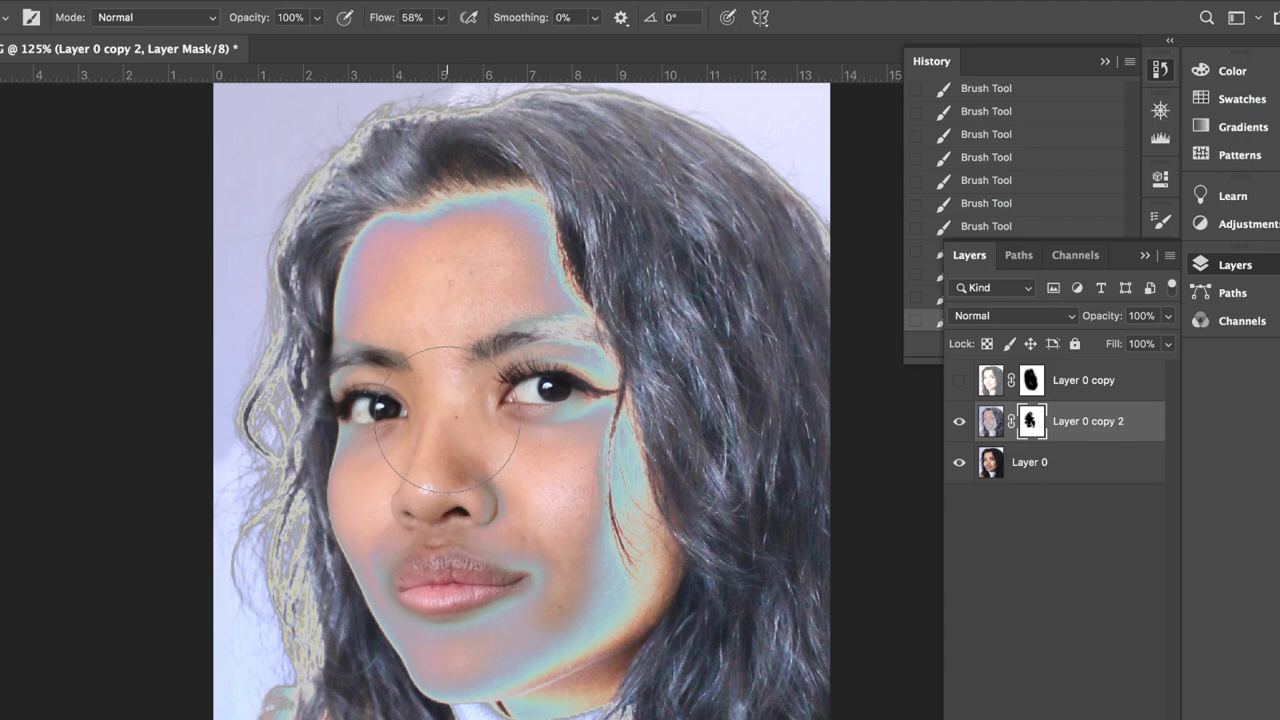 Mode: Normal Opacity: 100% Flow: 58% Smoothing: 0% 0°
G @ 125% (Layer 0 copy 2, Layer Mask/8) *
4 3 2 1 0 1 2 3 4 5 6 7 8 9 10 11 12 13 14 15
History
Brush Tool
Brush Tool
Brush Tool
Brush Tool
Brush Tool
Brush Tool
Brush Tool
Layers Paths Channels
Kind
Normal Opacity: 100%
Lock: Fill: 100%
Layer 0 copy
Layer 0 copy 2
Layer 0
Color
Swatches
Gradients
Patterns
Learn
Adjustment
Layers
Paths
Channels